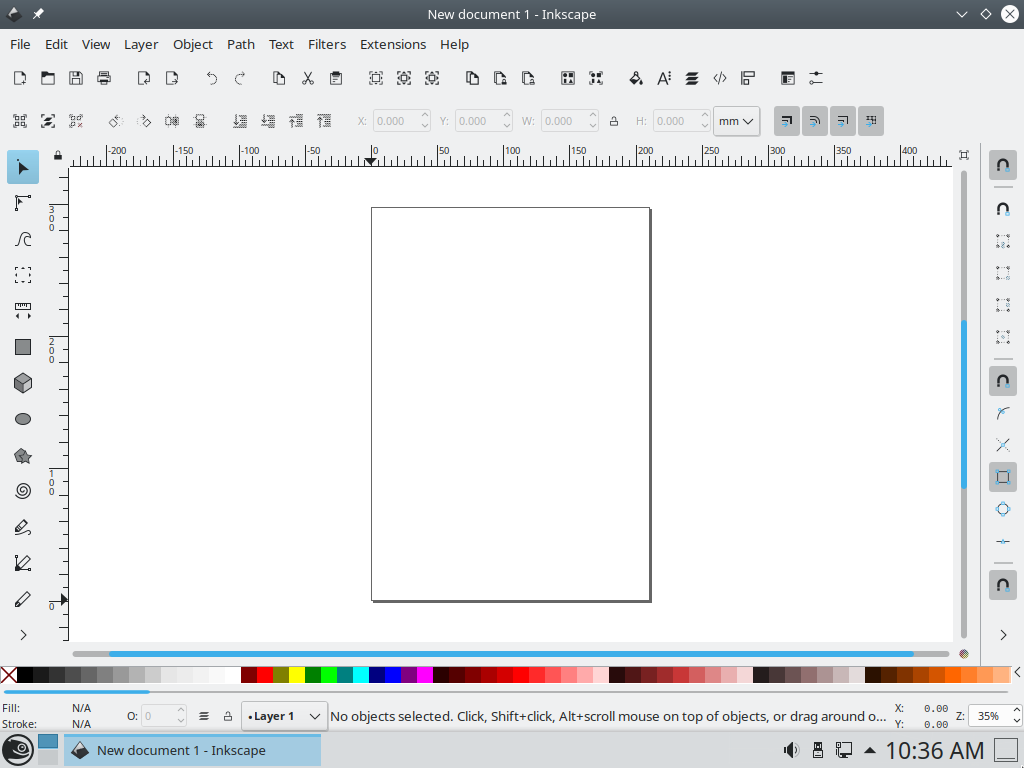 New document 1 - Inkscape
File Edit View Layer Object Path Text Filters Extensions Help
X: 0.000 Y: 0.000 W: 0.000 H: 0.000 mm
-200 -150 -100 -50 0 50 100 150 200 250 300 350 400
300
200
100
0
Fill: N/A
Stroke: N/A
O: 0
• Layer 1
No objects selected. Click, Shift+click, Alt+scroll mouse on top of objects, or drag around o...
X: 0.00
Y: 0.00
Z: 35%
New document 1 - Inkscape
10:36 AM